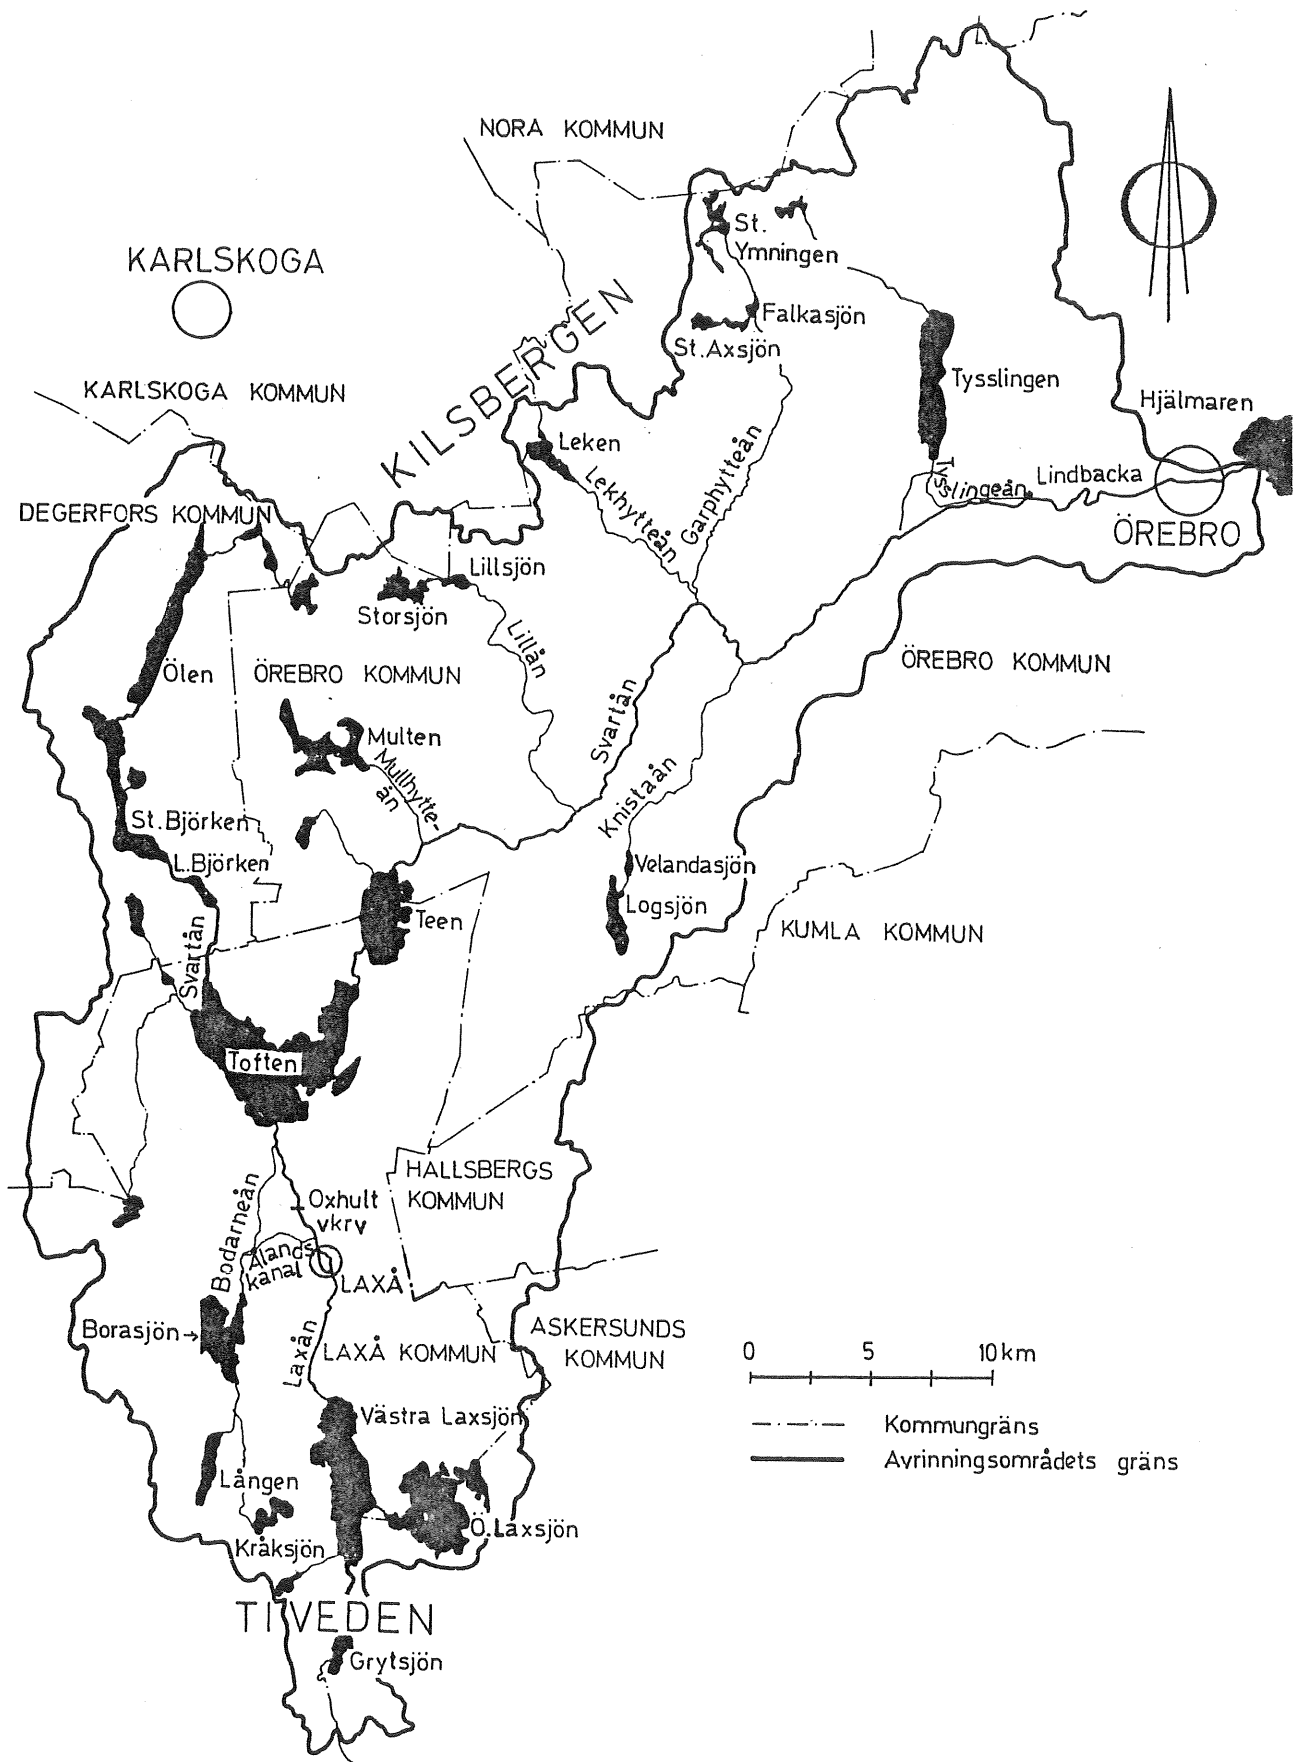 NORA KOMMUN
St.
Ymningen
KARLSKOGA
KILSBERGEN
Falkasjön
St.Axsjön
Tysslingen
KARLSKOGA KOMMUN
Hjälmaren
Leken
Lekhytteån
Garphytteån
Tysslingeån
Lindbacka
ÖREBRO
DEGERFORS KOMMUN
Lillsjön
Storsjön
Lillån
Ölen
ÖREBRO KOMMUN
ÖREBRO KOMMUN
Svartån
Multen
Mullhytte-
ån
Knistaån
St.Björken
L.Björken
Velandasjön
Logsjön
Teen
KUMLA KOMMUN
Svartån
Toften
HALLSBERGS
KOMMUN
Bodarneån
Oxhult
vkrv
Ålands
kanal
LAXÅ
Borasjön
Laxån
LAXÅ KOMMUN
ASKERSUNDS
KOMMUN
0 5 10 km
Västra Laxsjön
Kommungräns
Avrinningsområdets gräns
Lången
Ö.Laxsjön
Kråksjön
TIVEDEN
Grytsjön